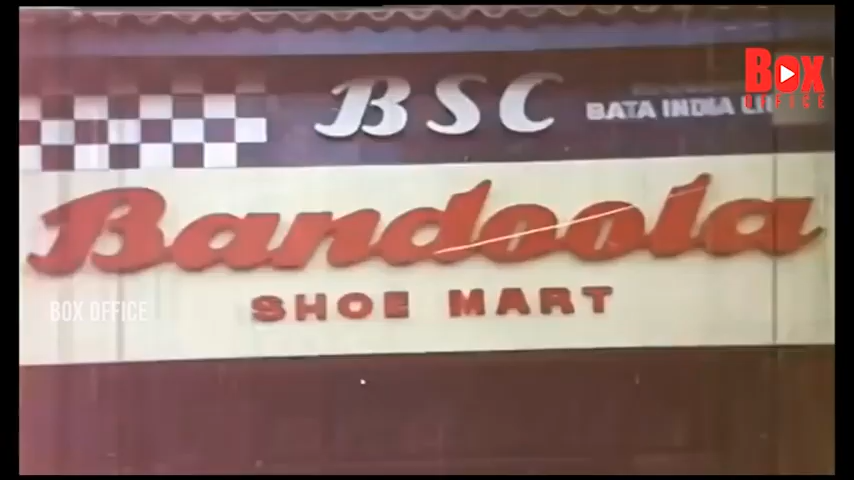 BSC
BATA INDIA
Bandoola
SHOE MART
BOX OFFICE
BOX OFFICE